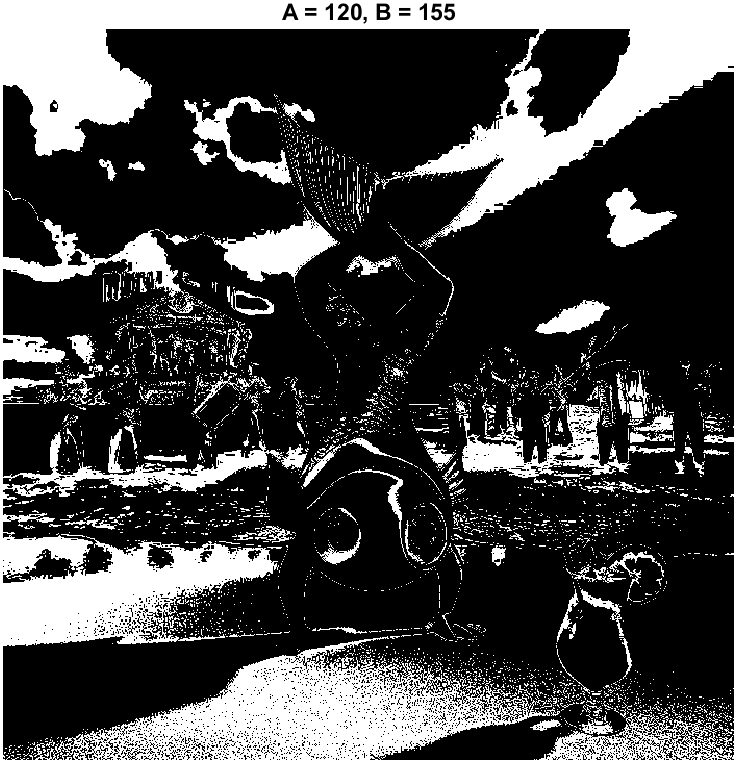 A = 120, B = 155